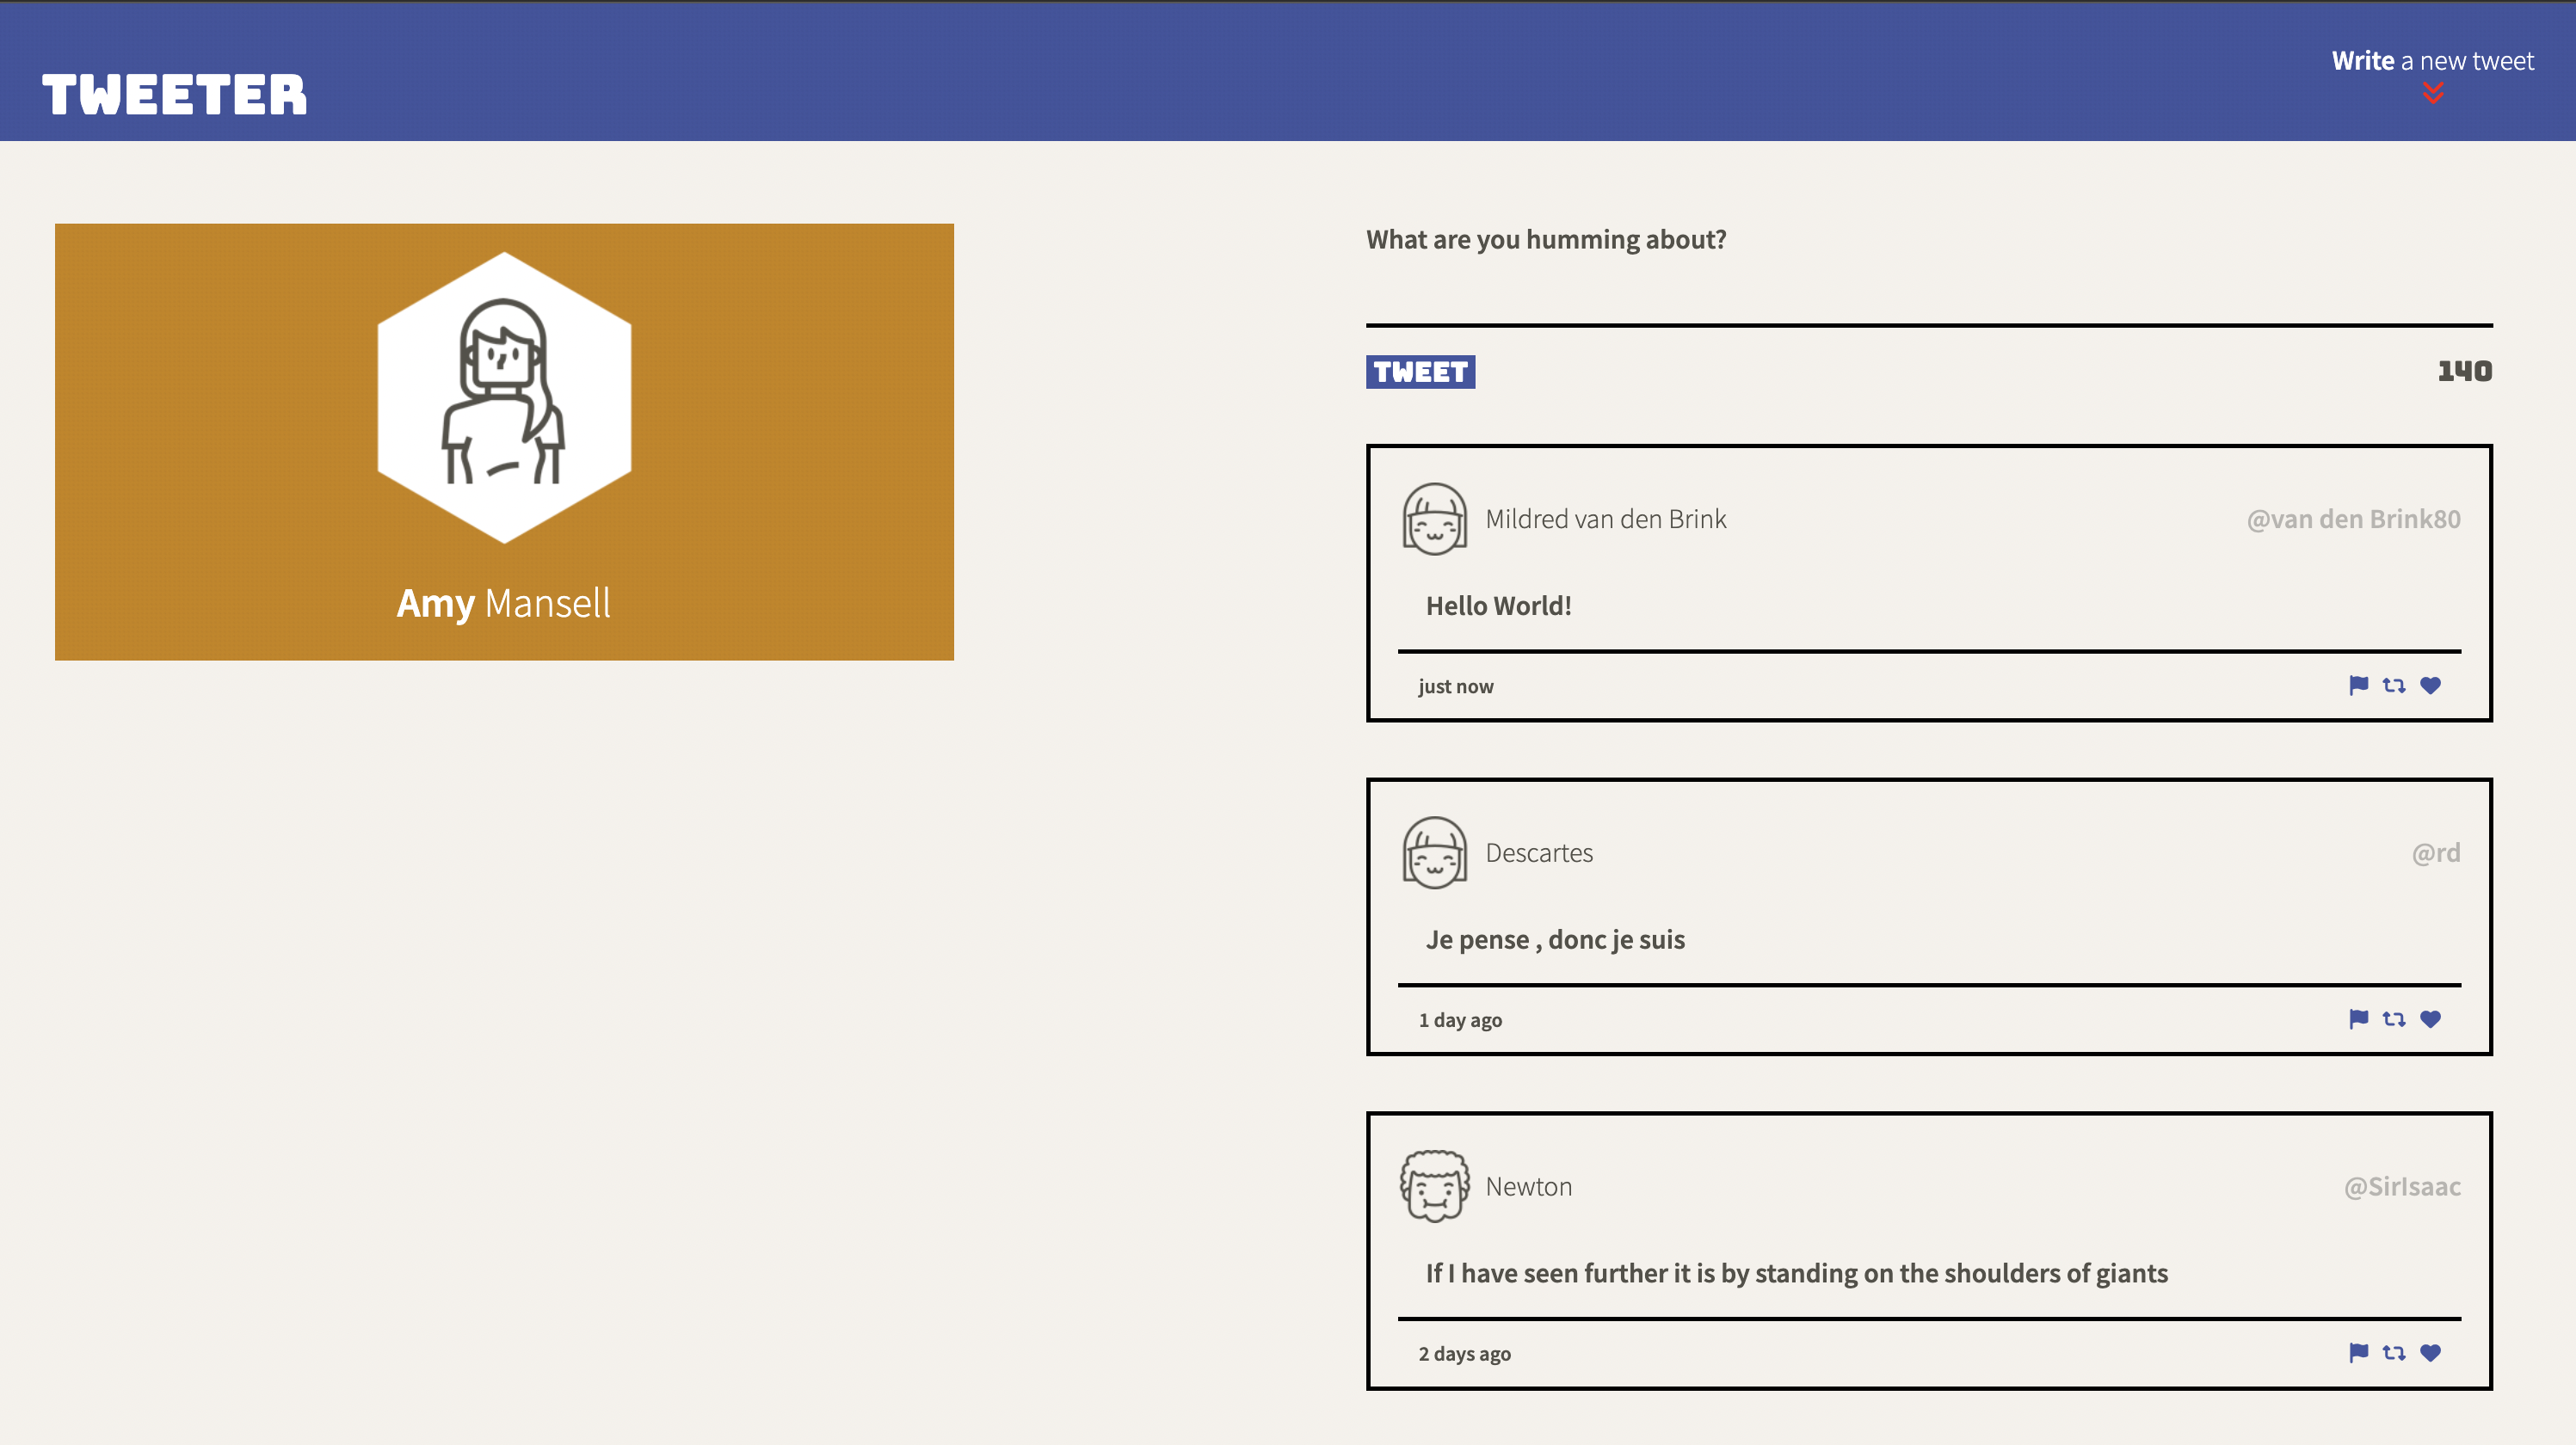 TWEETER
Write a new tweet
Amy Mansell
What are you humming about?
TWEET
140
Mildred van den Brink
@van den Brink80
Hello World!
just now
Descartes
@rd
Je pense , donc je suis
1 day ago
Newton
@SirIsaac
If I have seen further it is by standing on the shoulders of giants
2 days ago